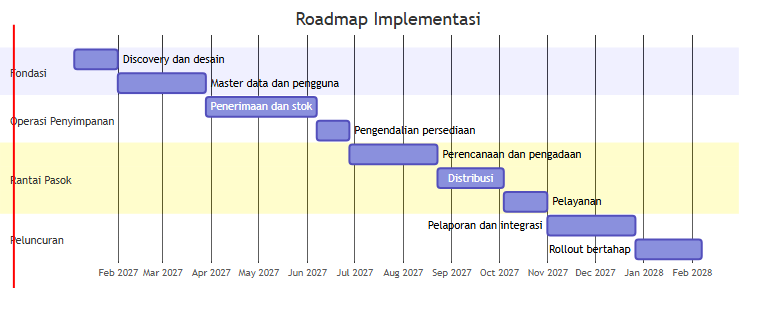 Roadmap Implementasi
Fondasi
Discovery dan desain
Master data dan pengguna
Operasi Penyimpanan
Penerimaan dan stok
Pengendalian persediaan
Rantai Pasok
Perencanaan dan pengadaan
Distribusi
Pelayanan
Peluncuran
Pelaporan dan integrasi
Rollout bertahap
Feb 2027 Mar 2027 Apr 2027 May 2027 Jun 2027 Jul 2027 Aug 2027 Sep 2027 Oct 2027 Nov 2027 Dec 2027 Jan 2028 Feb 2028